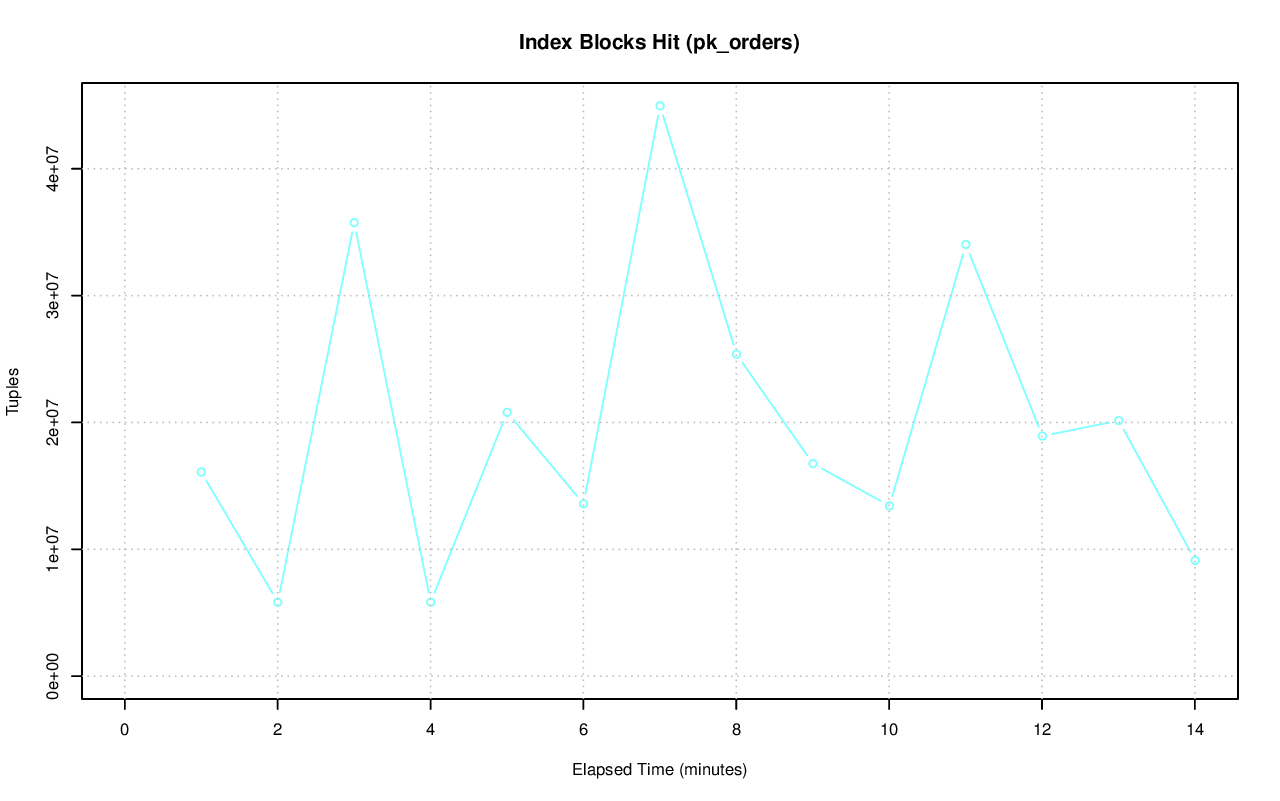 Index Blocks Hit (pk_orders)
Tuples
4e+07
3e+07
2e+07
1e+07
0e+00
0 2 4 6 8 10 12 14
Elapsed Time (minutes)